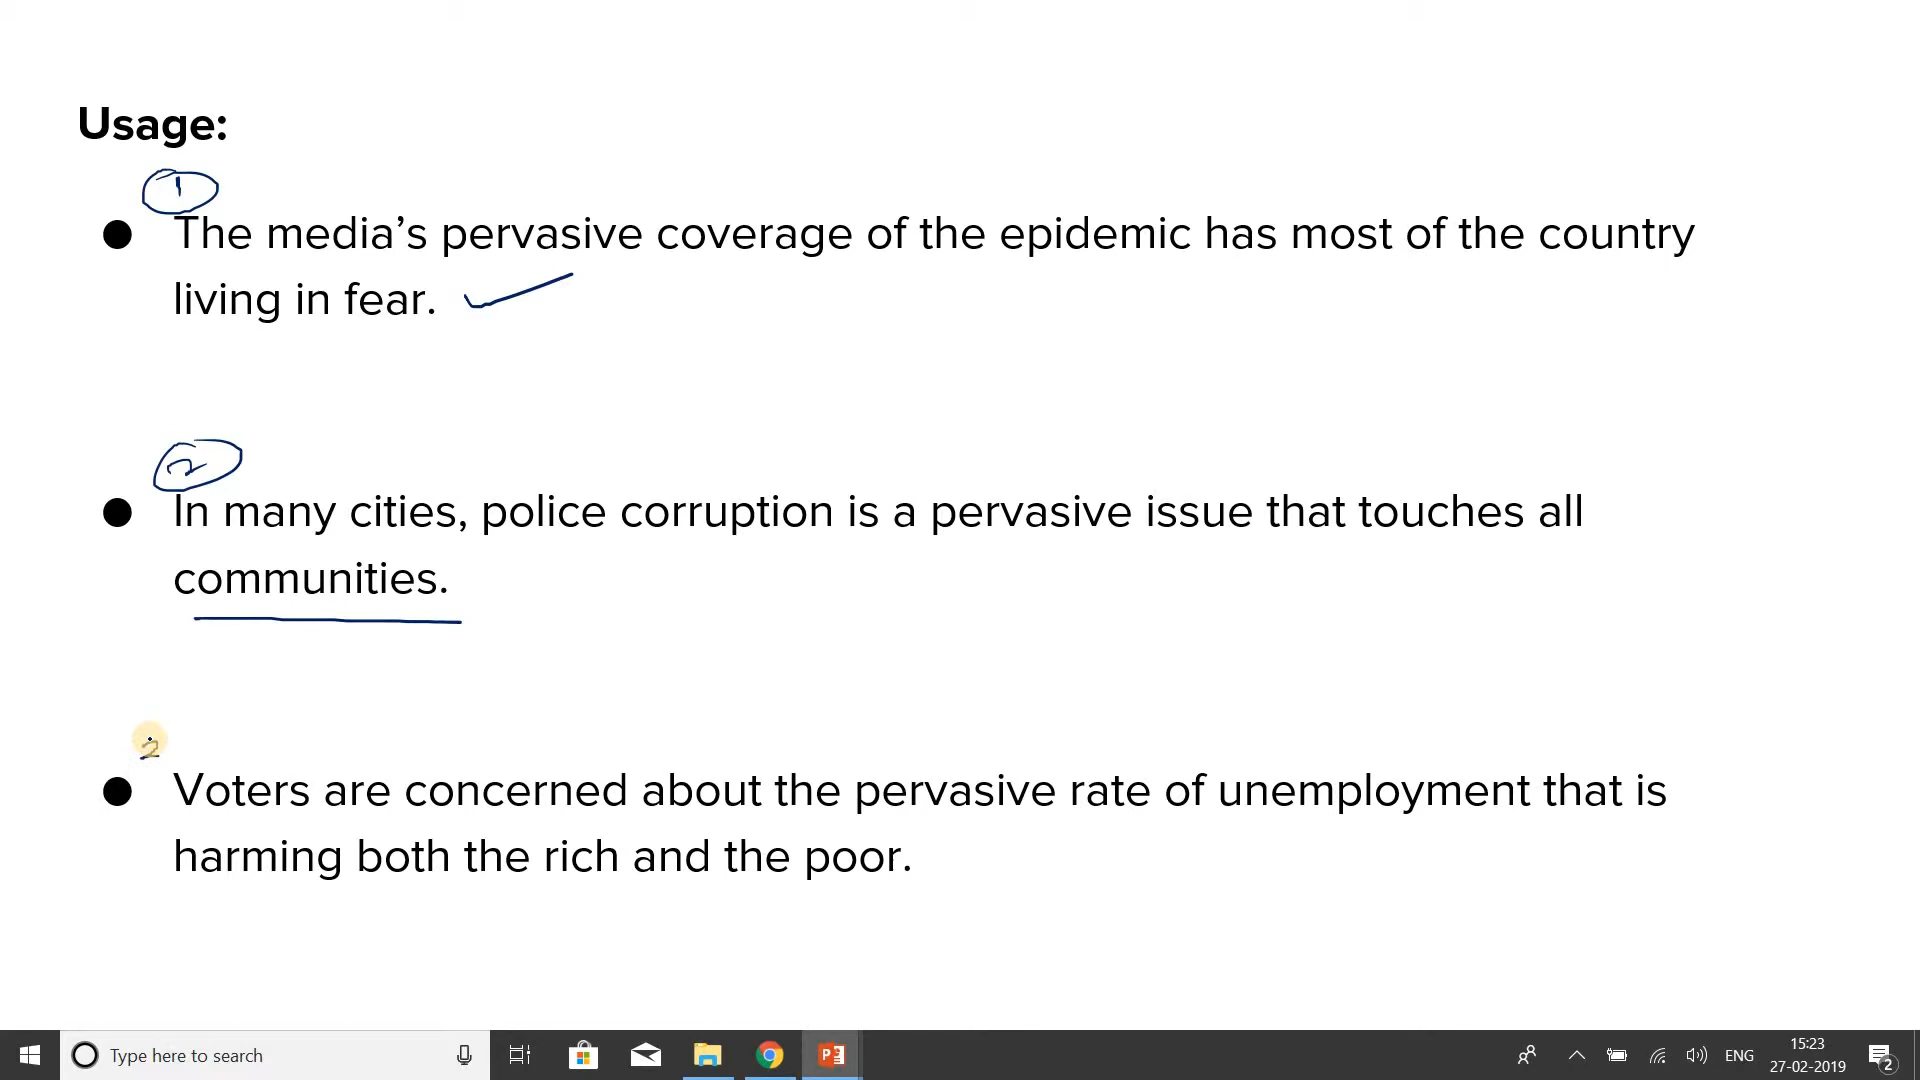 Usage:
1
● The media’s pervasive coverage of the epidemic has most of the country
living in fear.
2
● In many cities, police corruption is a pervasive issue that touches all
communities.
2
● Voters are concerned about the pervasive rate of unemployment that is
harming both the rich and the poor.
Type here to search
ENG
15:23
27-02-2019
2